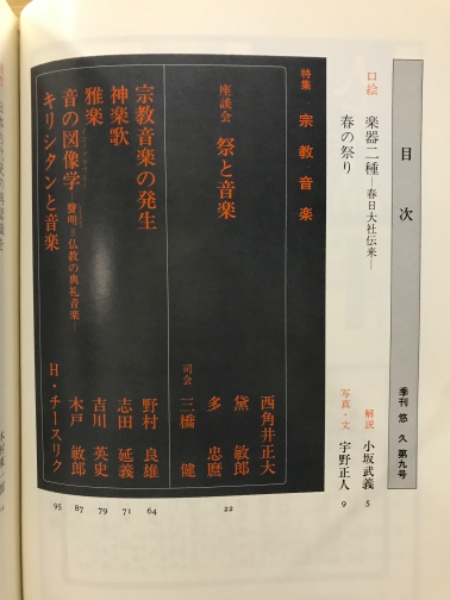 目次
季刊 悠久 第九号
口絵 楽器二種―春日大社伝来― 解説 小坂武義 5
春の祭り 写真・文 宇野正人 9
特集 宗教音楽
座談会 祭と音楽 22
西角井正大
黛 敏郎
多 忠麿
司会 三橋 健
宗教音楽の発生 野村良雄 64
神楽歌 志田延義 71
雅楽 吉川英史 79
音の図像学―聲明=仏教の典礼音楽― 木戸敏郎 87
キリシタンと音楽 H・チースリク 95